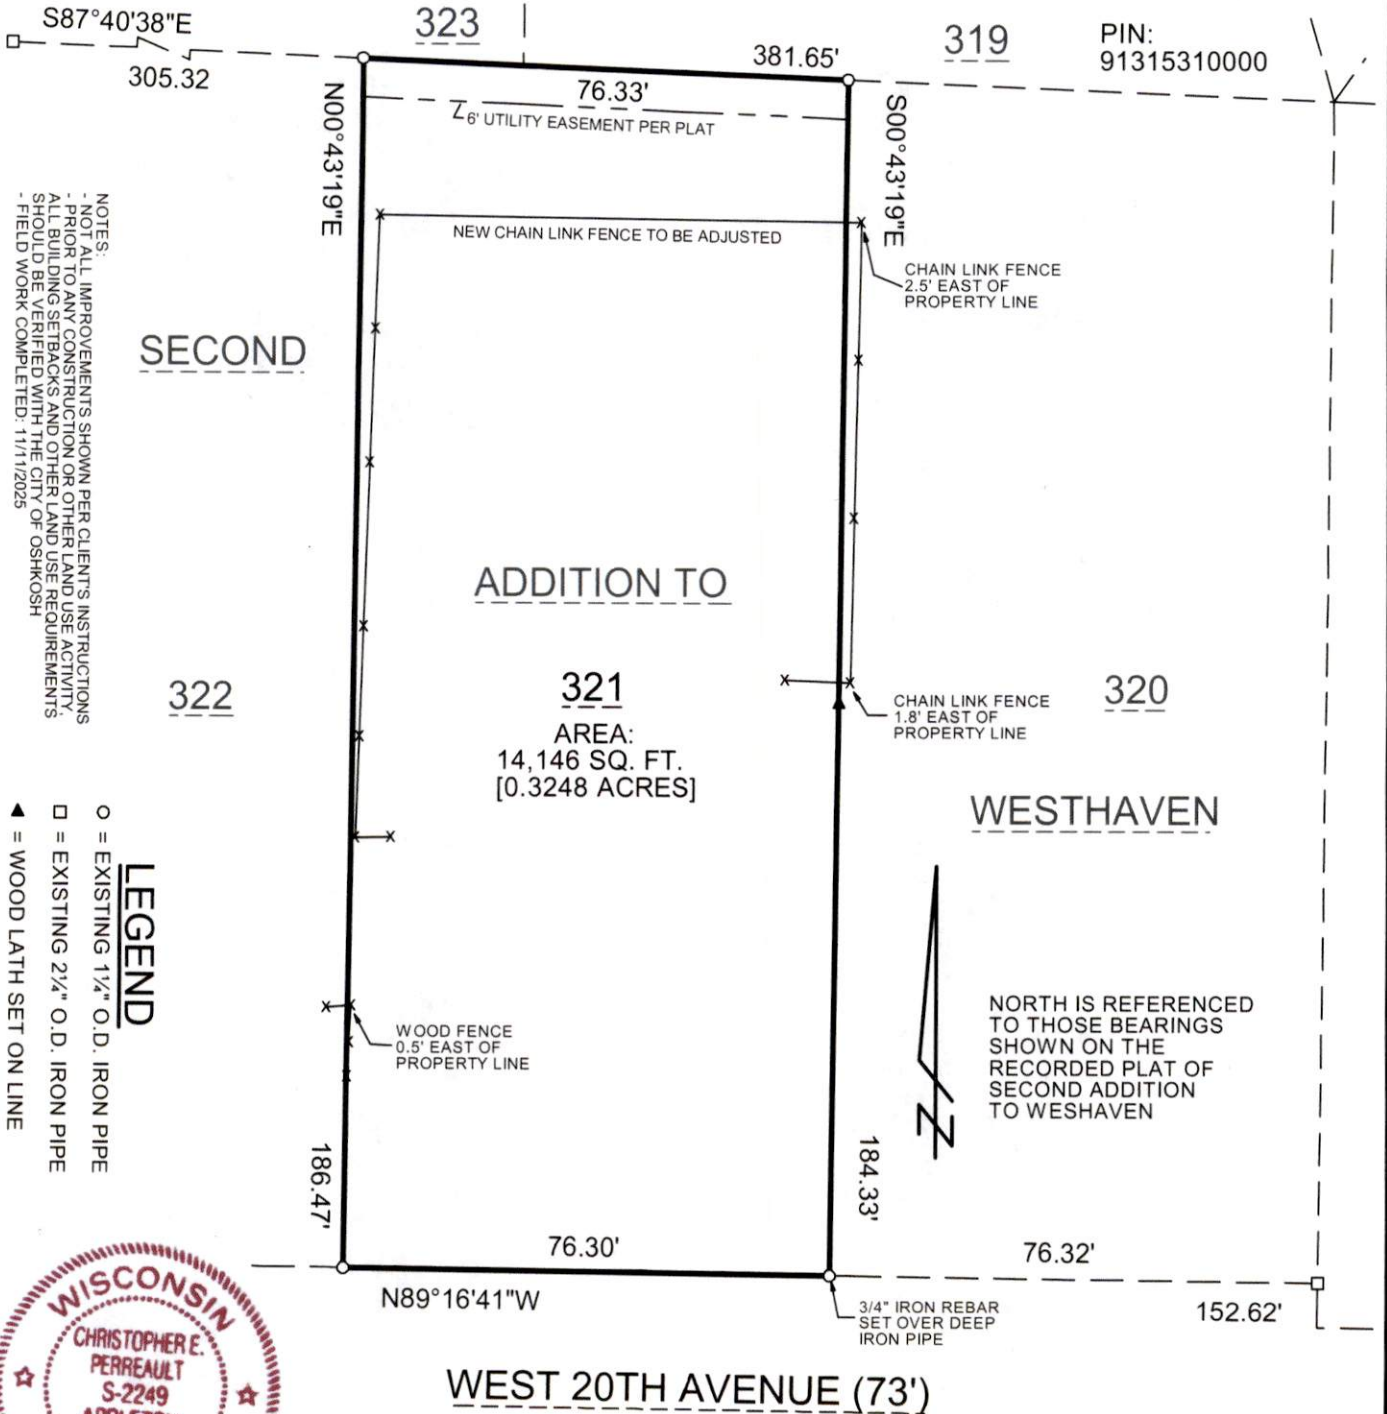 S87°40'38"E
305.32
323
381.65'
319
PIN:
91315310000
76.33'
6' UTILITY EASEMENT PER PLAT
N00°43'19"E
S00°43'19"E
NEW CHAIN LINK FENCE TO BE ADJUSTED
CHAIN LINK FENCE
2.5' EAST OF
PROPERTY LINE
NOTES:
- NOT ALL IMPROVEMENTS SHOWN PER CLIENT'S INSTRUCTIONS
- PRIOR TO ANY CONSTRUCTION OR OTHER LAND USE ACTIVITY,
ALL BUILDING SETBACKS AND OTHER LAND USE REQUIREMENTS
SHOULD BE VERIFIED WITH THE CITY OF OSHKOSH
- FIELD WORK COMPLETED: 11/11/2025
SECOND
ADDITION TO
322
321
AREA:
14,146 SQ. FT.
[0.3248 ACRES]
320
CHAIN LINK FENCE
1.8' EAST OF
PROPERTY LINE
WESTHAVEN
LEGEND
O = EXISTING 1¼" O.D. IRON PIPE
□ = EXISTING 2¼" O.D. IRON PIPE
▲ = WOOD LATH SET ON LINE
WOOD FENCE
0.5' EAST OF
PROPERTY LINE
N
NORTH IS REFERENCED
TO THOSE BEARINGS
SHOWN ON THE
RECORDED PLAT OF
SECOND ADDITION
TO WESHAVEN
186.47'
184.33'
76.30'
76.32'
N89°16'41"W
3/4" IRON REBAR
SET OVER DEEP
IRON PIPE
152.62'
WEST 20TH AVENUE (73')
WISCONSIN
CHRISTOPHER E.
PERREAULT
S-2249